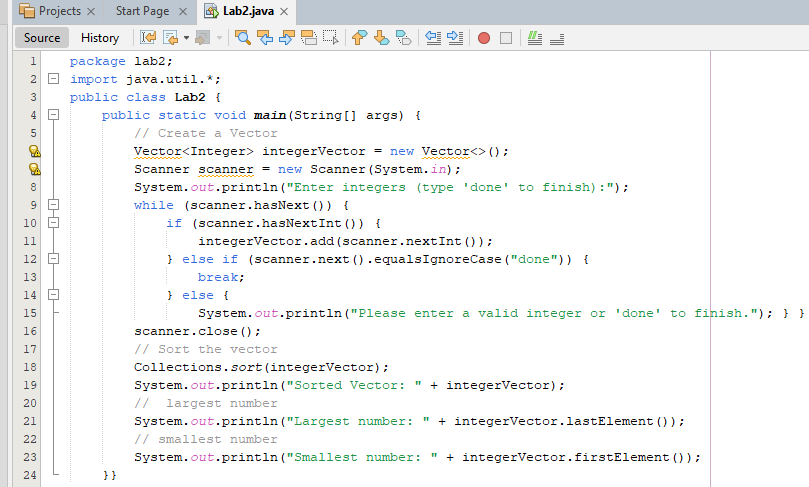 Projects × Start Page × Lab2.java ×
Source History
1 package lab2;
2 import java.util.*;
3 public class Lab2 {
4     public static void main(String[] args) {
5         // Create a Vector
        Vector<Integer> integerVector = new Vector<>();
        Scanner scanner = new Scanner(System.in);
8         System.out.println("Enter integers (type 'done' to finish):");
9         while (scanner.hasNext()) {
10             if (scanner.hasNextInt()) {
11                 integerVector.add(scanner.nextInt());
12             } else if (scanner.next().equalsIgnoreCase("done")) {
13                 break;
14             } else {
15                 System.out.println("Please enter a valid integer or 'done' to finish."); } }
16         scanner.close();
17         // Sort the vector
18         Collections.sort(integerVector);
19         System.out.println("Sorted Vector: " + integerVector);
20         //  largest number
21         System.out.println("Largest number: " + integerVector.lastElement());
22         // smallest number
23         System.out.println("Smallest number: " + integerVector.firstElement());
24     }}